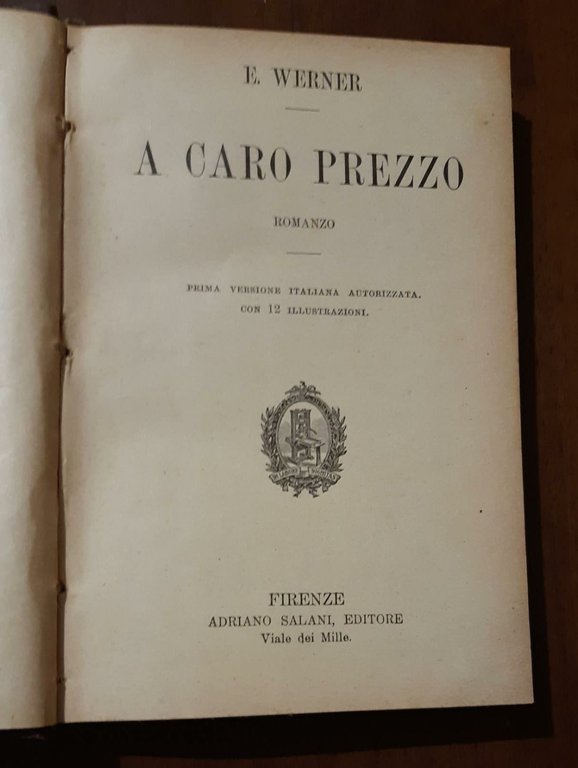 E. WERNER
A CARO PREZZO
ROMANZO
PRIMA VERSIONE ITALIANA AUTORIZZATA.
CON 12 ILLUSTRAZIONI.
FIRENZE
ADRIANO SALANI, EDITORE
Viale dei Mille.